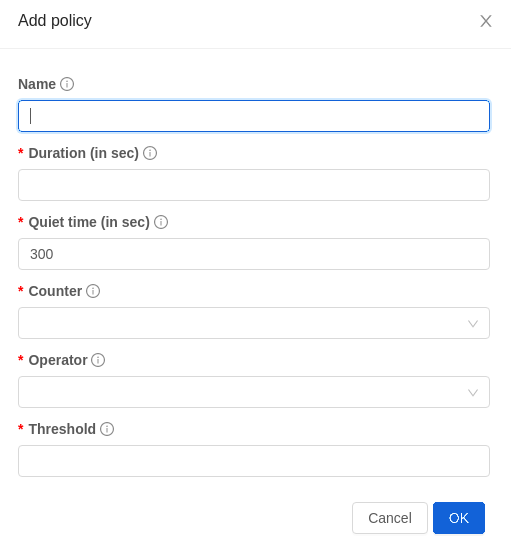 Add policy
Name
* Duration (in sec)
* Quiet time (in sec)
300
* Counter
* Operator
* Threshold
Cancel OK